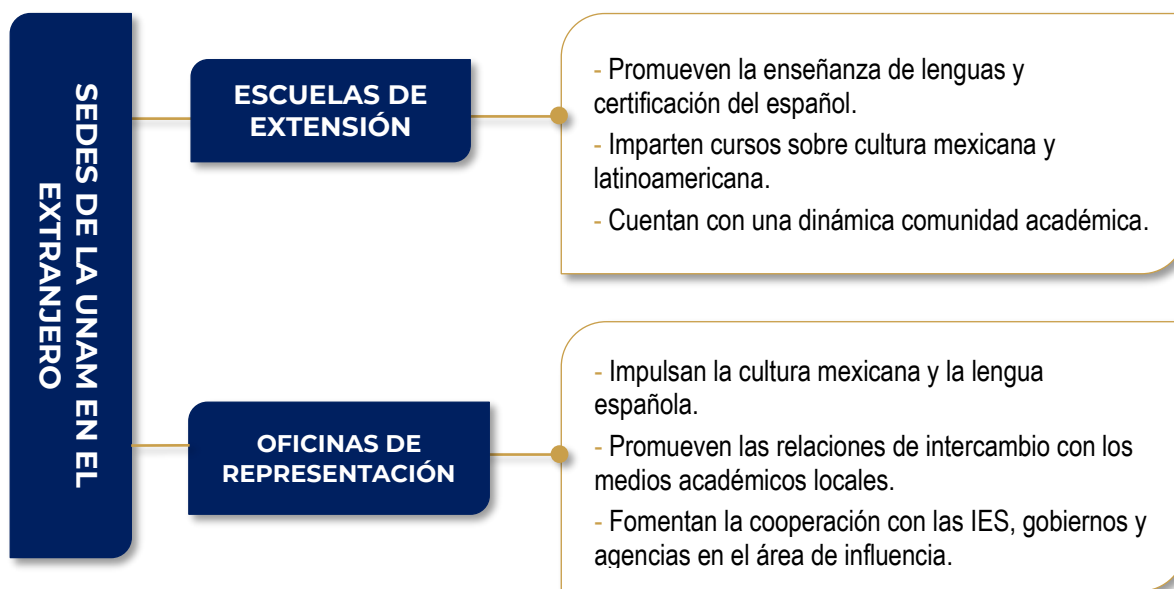 SEDES DE LA UNAM EN EL
EXTRANJERO
ESCUELAS DE
EXTENSIÓN
- Promueven la enseñanza de lenguas y
certificación del español.
- Imparten cursos sobre cultura mexicana y
latinoamericana.
- Cuentan con una dinámica comunidad académica.
OFICINAS DE
REPRESENTACIÓN
- Impulsan la cultura mexicana y la lengua
española.
- Promueven las relaciones de intercambio con los
medios académicos locales.
- Fomentan la cooperación con las IES, gobiernos y
agencias en el área de influencia.